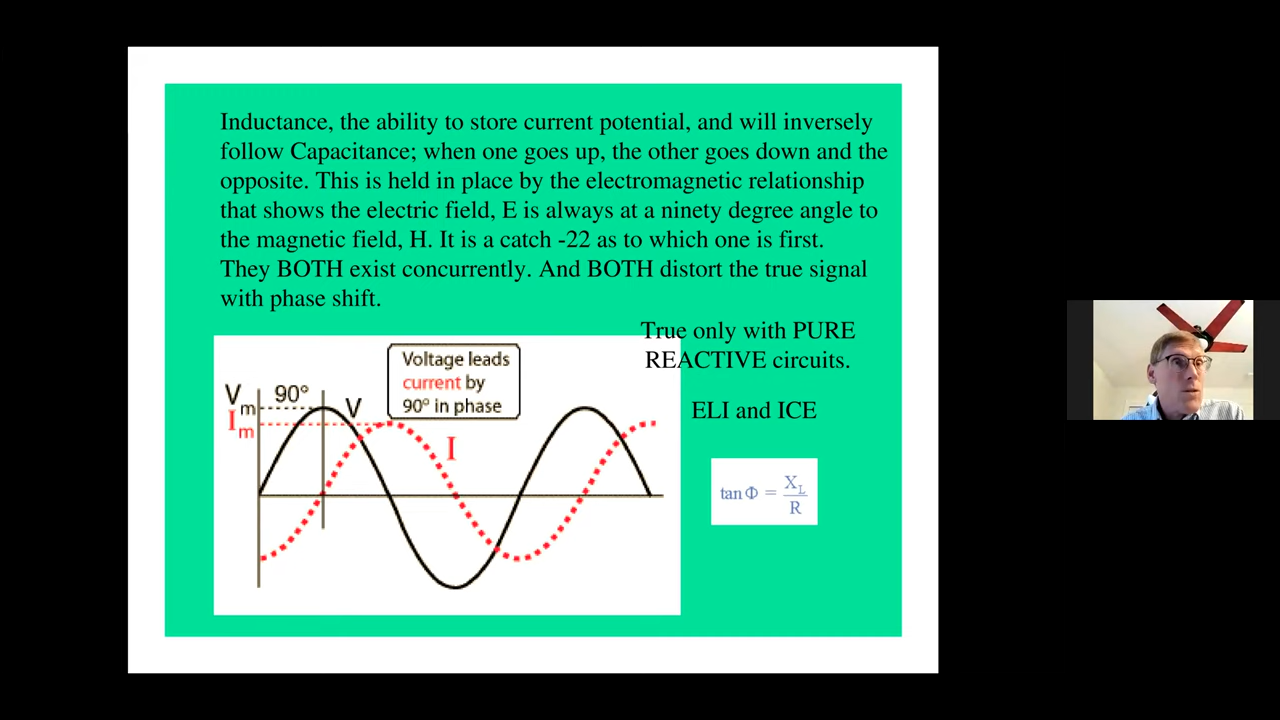 Inductance, the ability to store current potential, and will inversely
follow Capacitance; when one goes up, the other goes down and the
opposite. This is held in place by the electromagnetic relationship
that shows the electric field, E is always at a ninety degree angle to
the magnetic field, H. It is a catch -22 as to which one is first.
They BOTH exist concurrently. And BOTH distort the true signal
with phase shift.
True only with PURE
REACTIVE circuits.
Voltage leads
current by
90° in phase
Vm
90°
V
Im
I
ELI and ICE
tan Φ = XL / R